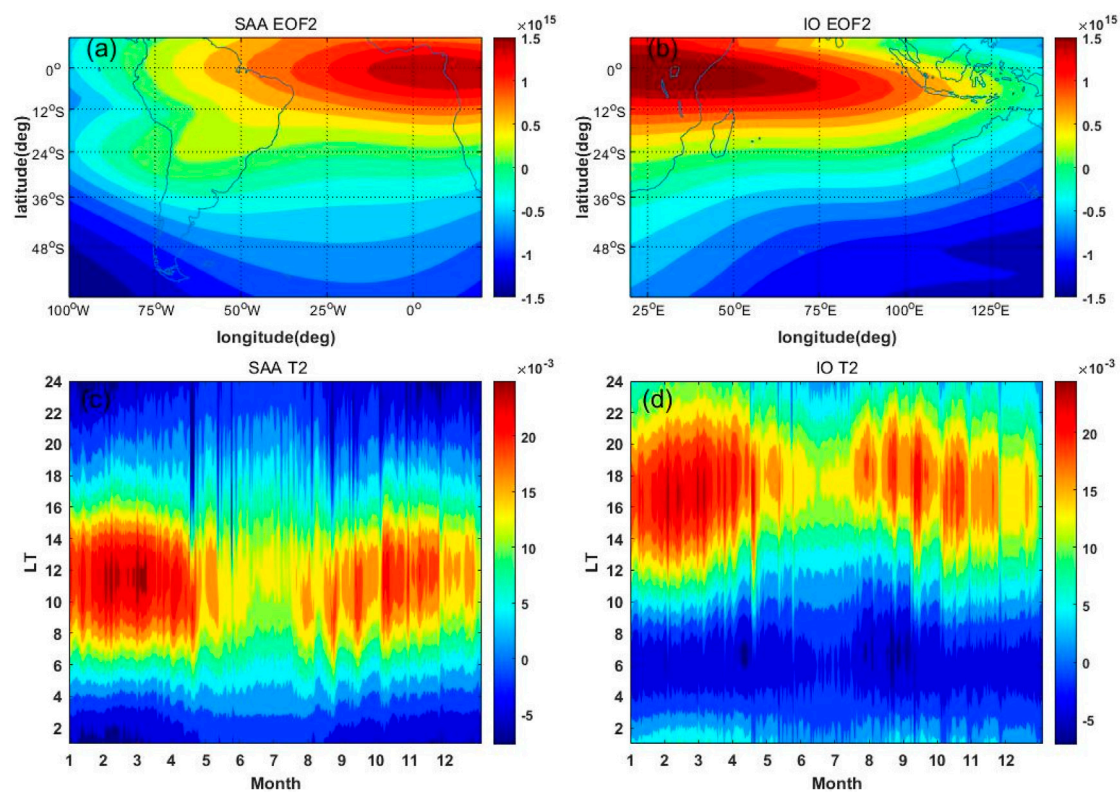 SAA EOF2
×10¹⁵
(a)
1.5
1
0.5
0
-0.5
-1
-1.5
0°
12°S
24°S
36°S
48°S
latitude(deg)
100°W 75°W 50°W 25°W 0°
longitude(deg)
IO EOF2
×10¹⁵
(b)
1.5
1
0.5
0
-0.5
-1
-1.5
0°
12°S
24°S
36°S
48°S
latitude(deg)
25°E 50°E 75°E 100°E 125°E
longitude(deg)
SAA T2
×10⁻³
(c)
20
15
10
5
0
-5
24
22
20
18
16
14
12
10
8
6
4
2
LT
1 2 3 4 5 6 7 8 9 10 11 12
Month
IO T2
×10⁻³
(d)
20
15
10
5
0
-5
24
22
20
18
16
14
12
10
8
6
4
2
LT
1 2 3 4 5 6 7 8 9 10 11 12
Month